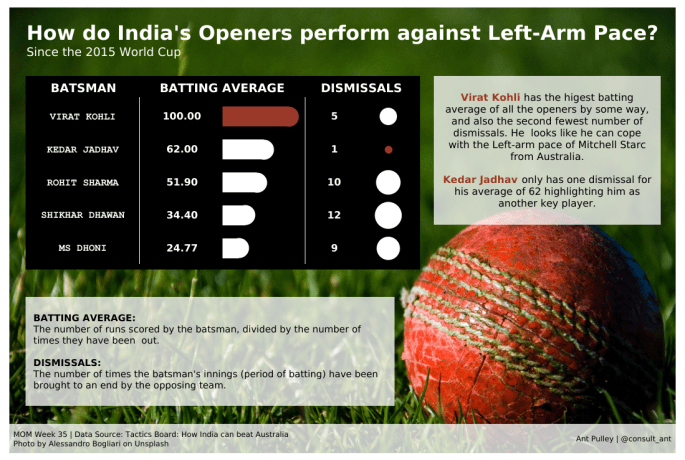 How do India's Openers perform against Left-Arm Pace?
Since the 2015 World Cup
BATSMAN BATTING AVERAGE DISMISSALS
VIRAT KOHLI 100.00 5
KEDAR JADHAV 62.00 1
ROHIT SHARMA 51.90 10
SHIKHAR DHAWAN 34.40 12
MS DHONI 24.77 9
Virat Kohli has the higest batting
average of all the openers by some way,
and also the second fewest number of
dismissals. He looks like he can cope
with the Left-arm pace of Mitchell Starc
from Australia.
Kedar Jadhav only has one dismissal for
his average of 62 highlighting him as
another key player.
BATTING AVERAGE:
The number of runs scored by the batsman, divided by the number of
times they have been out.
DISMISSALS:
The number of times the batsman's innings (period of batting) have been
brought to an end by the opposing team.
MOM Week 35 | Data Source: Tactics Board: How India can beat Australia
Photo by Alessandro Bogliari on Unsplash
Ant Pulley | @consult_ant